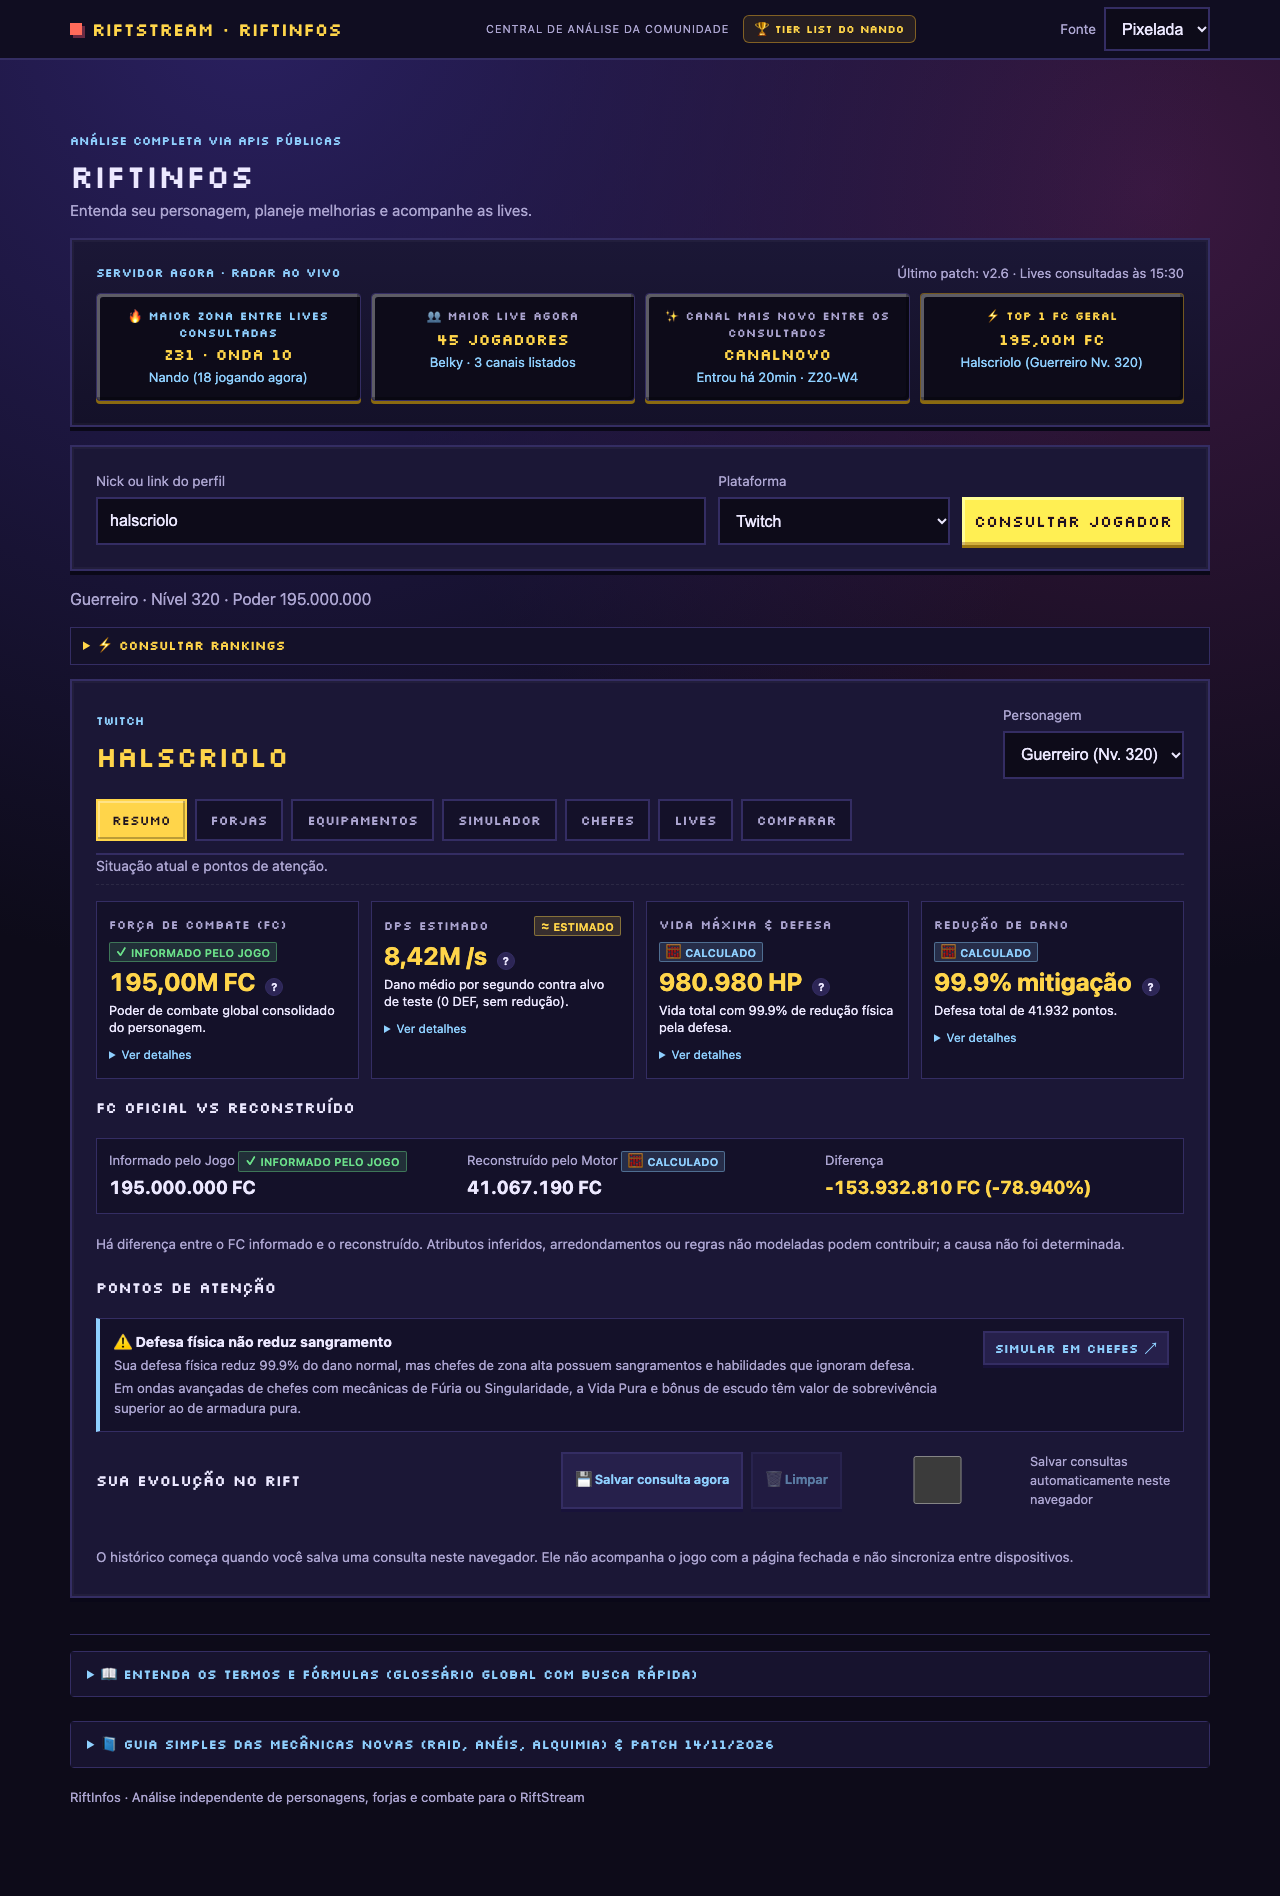 RIFTSTREAM · RIFTINFOS
CENTRAL DE ANÁLISE DA COMUNIDADE
🏆 TIER LIST DO NANDO
Fonte
Pixelada
ANÁLISE COMPLETA VIA APIS PÚBLICAS
RIFTINFOS
Entenda seu personagem, planeje melhorias e acompanhe as lives.
SERVIDOR AGORA · RADAR AO VIVO
Último patch: v2.6 · Lives consultadas às 15:30
🔥 MAIOR ZONA ENTRE LIVES
CONSULTADAS
Z31 · ONDA 10
Nando (18 jogando agora)
👥 MAIOR LIVE AGORA
45 JOGADORES
Belky · 3 canais listados
✨ CANAL MAIS NOVO ENTRE OS
CONSULTADOS
CANALNOVO
Entrou há 20min · Z20-W4
⚡ TOP 1 FC GERAL
195,00M FC
Halscriolo (Guerreiro Nv. 320)
Nick ou link do perfil
halscriolo
Plataforma
Twitch
CONSULTAR JOGADOR
Guerreiro · Nível 320 · Poder 195.000.000
▶ ⚡ CONSULTAR RANKINGS
TWITCH
HALSCRIOLO
Personagem
Guerreiro (Nv. 320)
RESUMO
FORJAS
EQUIPAMENTOS
SIMULADOR
CHEFES
LIVES
COMPARAR
Situação atual e pontos de atenção.
FORÇA DE COMBATE (FC)
✓ INFORMADO PELO JOGO
195,00M FC ?
Poder de combate global consolidado
do personagem.
▶ Ver detalhes
DPS ESTIMADO
≈ ESTIMADO
8,42M /s ?
Dano médio por segundo contra alvo
de teste (0 DEF, sem redução).
▶ Ver detalhes
VIDA MÁXIMA & DEFESA
🧮 CALCULADO
980.980 HP ?
Vida total com 99.9% de redução física
pela defesa.
▶ Ver detalhes
REDUÇÃO DE DANO
🧮 CALCULADO
99.9% mitigação ?
Defesa total de 41.932 pontos.
▶ Ver detalhes
FC OFICIAL VS RECONSTRUÍDO
Informado pelo Jogo ✓ INFORMADO PELO JOGO
195.000.000 FC
Reconstruído pelo Motor 🧮 CALCULADO
41.067.190 FC
Diferença
-153.932.810 FC (-78.940%)
Há diferença entre o FC informado e o reconstruído. Atributos inferidos, arredondamentos ou regras não modeladas podem contribuir; a causa não foi determinada.
PONTOS DE ATENÇÃO
⚠️ Defesa física não reduz sangramento
Sua defesa física reduz 99.9% do dano normal, mas chefes de zona alta possuem sangramentos e habilidades que ignoram defesa.
Em ondas avançadas de chefes com mecânicas de Fúria ou Singularidade, a Vida Pura e bônus de escudo têm valor de sobrevivência
superior ao de armadura pura.
SIMULAR EM CHEFES ↗
SUA EVOLUÇÃO NO RIFT
💾 Salvar consulta agora
🗑️ Limpar
Salvar consultas
automaticamente neste
navegador
O histórico começa quando você salva uma consulta neste navegador. Ele não acompanha o jogo com a página fechada e não sincroniza entre dispositivos.
▶ 📖 ENTENDA OS TERMOS E FÓRMULAS (GLOSSÁRIO GLOBAL COM BUSCA RÁPIDA)
▶ 📘 GUIA SIMPLES DAS MECÂNICAS NOVAS (RAID, ANÉIS, ALQUIMIA) & PATCH 14/11/2026
RiftInfos · Análise independente de personagens, forjas e combate para o RiftStream